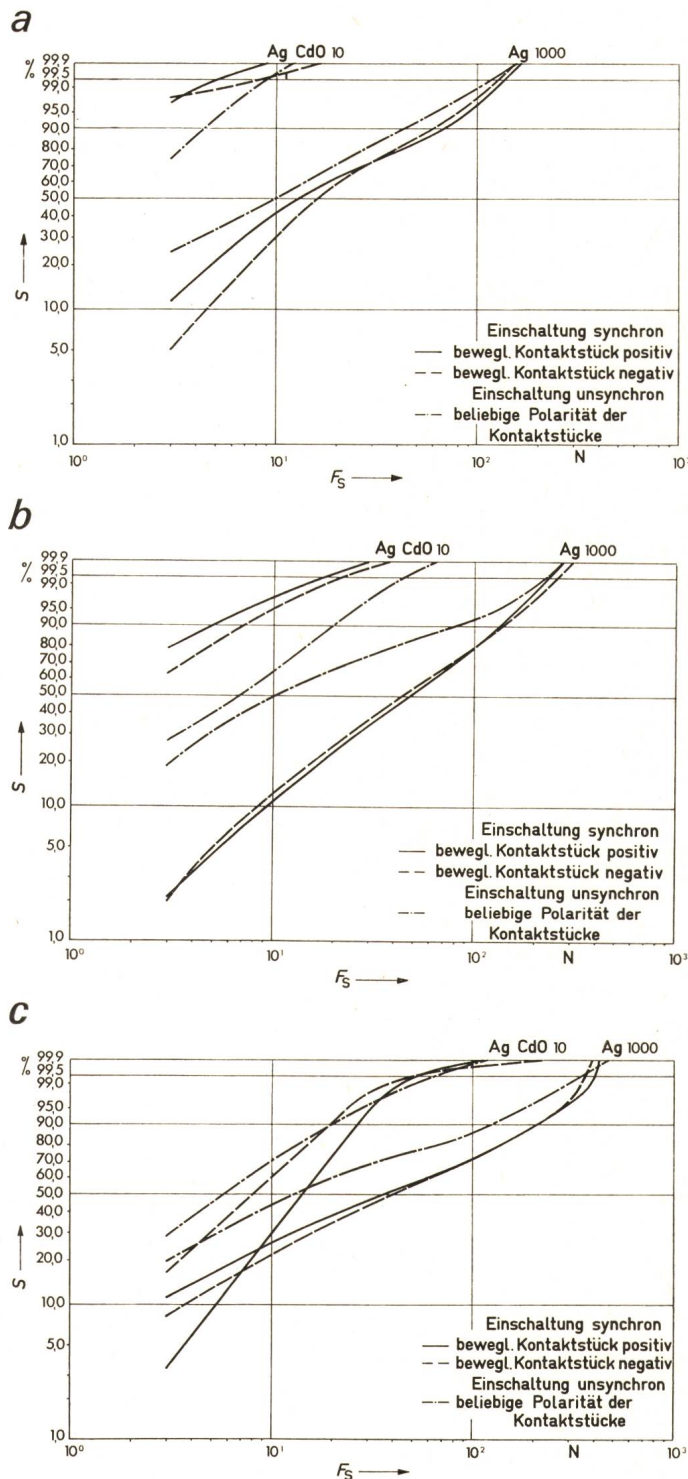 a
Ag CdO 10 Ag 1000
% 99,9
99,5
99,0
95,0
90,0
80,0
70,0
60,0
50,0
40,0
30,0
20,0
10,0
5,0
1,0
S
Einschaltung synchron
bewegl. Kontaktstück positiv
bewegl. Kontaktstück negativ
Einschaltung unsynchron
beliebige Polarität der
Kontaktstücke
10⁰ 10¹ 10² N 10³
Fs
b
Ag CdO 10 Ag 1000
% 99,9
99,5
99,0
95,0
90,0
80,0
70,0
60,0
50,0
40,0
30,0
20,0
10,0
5,0
1,0
S
Einschaltung synchron
bewegl. Kontaktstück positiv
bewegl. Kontaktstück negativ
Einschaltung unsynchron
beliebige Polarität der
Kontaktstücke
10⁰ 10¹ 10² N 10³
Fs
c
Ag CdO 10 Ag 1000
% 99,9
99,5
99,0
95,0
90,0
80,0
70,0
60,0
50,0
40,0
30,0
20,0
10,0
5,0
1,0
S
Einschaltung synchron
bewegl. Kontaktstück positiv
bewegl. Kontaktstück negativ
Einschaltung unsynchron
beliebige Polarität der
Kontaktstücke
10⁰ 10¹ 10² N 10³
Fs